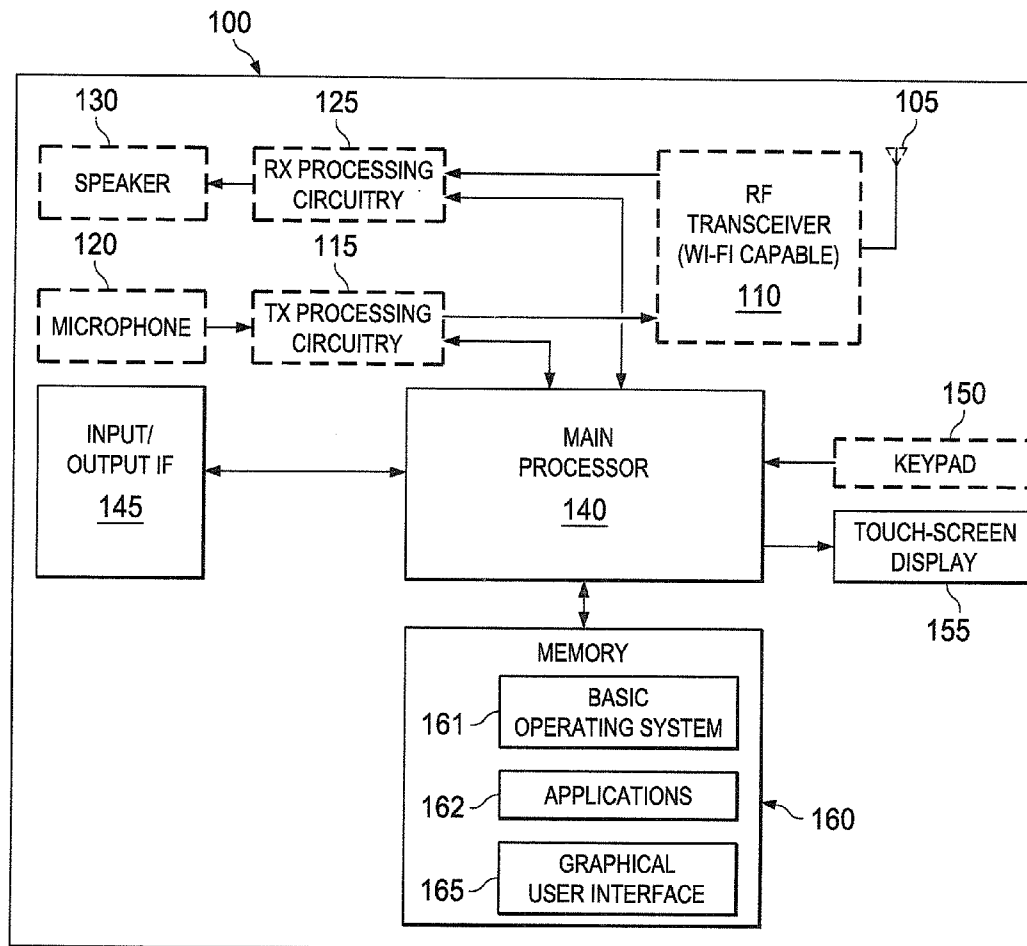 100
130
125
105
SPEAKER
RX PROCESSING
CIRCUITRY
RF
TRANSCEIVER
(WI-FI CAPABLE)
110
120
115
MICROPHONE
TX PROCESSING
CIRCUITRY
INPUT/
OUTPUT IF
145
MAIN
PROCESSOR
140
150
KEYPAD
TOUCH-SCREEN
DISPLAY
155
MEMORY
BASIC
OPERATING SYSTEM
161
APPLICATIONS
162
160
GRAPHICAL
USER INTERFACE
165